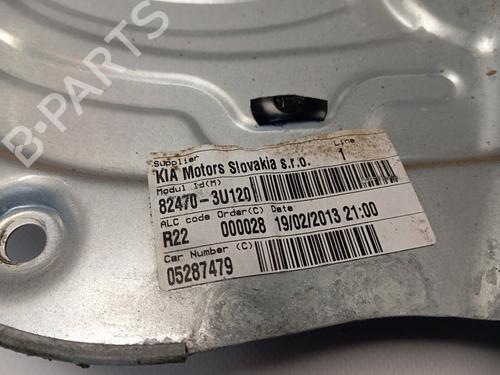 Supplier
KIA Motors Slovakia s.r.o.
Line
1
Modul Id(M)
82470-3U120
ALC code Order(C) Date
R22 000028 19/02/2013 21:00
Car Number (C)
05287479
B-PARTS